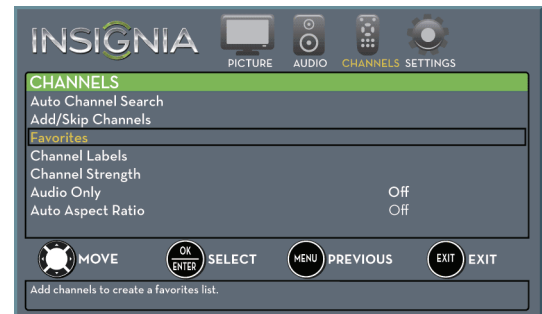 INSIGNIA
PICTURE AUDIO CHANNELS SETTINGS
CHANNELS
Auto Channel Search
Add/Skip Channels
Favorites
Channel Labels
Channel Strength
Audio Only Off
Auto Aspect Ratio Off
MOVE OK ENTER SELECT MENU PREVIOUS EXIT EXIT
Add channels to create a favorites list.